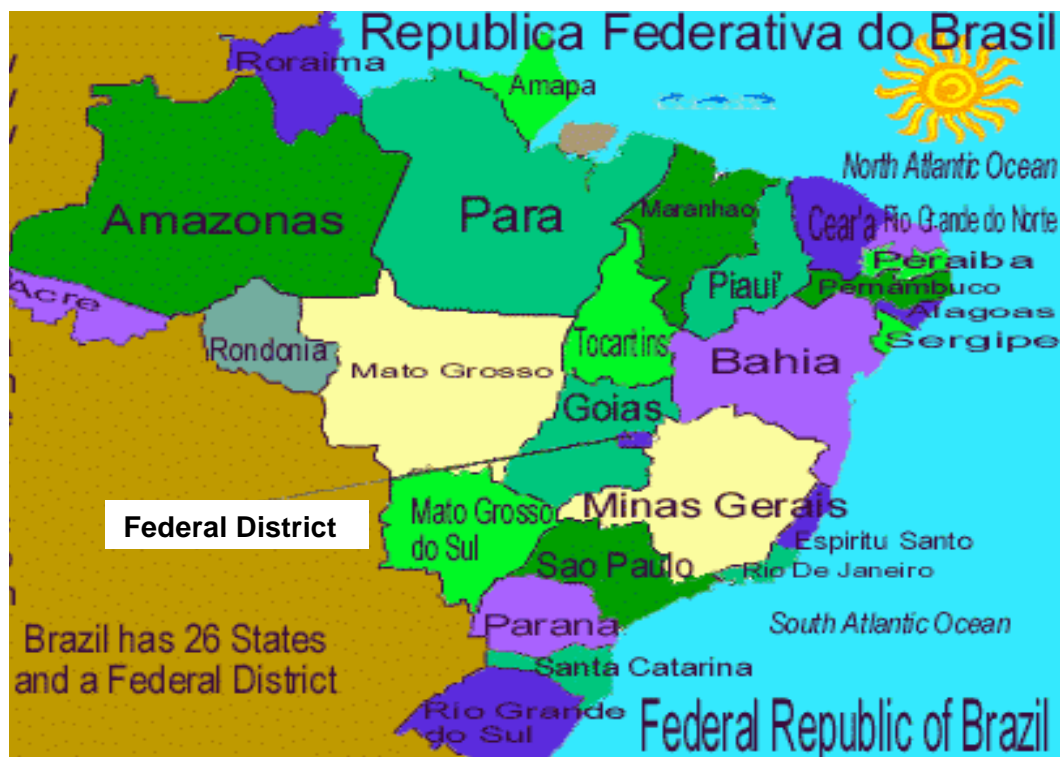 Republica Federativa do Brasil
Roraima
Amapa
North Atlantic Ocean
Amazonas
Para
Maranhao
Cear'a
Rio Grande do Norte
Peraiba
Piaui'
Pernambuco
Acre
Alagoas
Sergipe
Rondonia
Tocartins
Bahia
Mato Grosso
Goias
Minas Gerais
Federal District
Mato Grosso
do Sul
Espiritu Santo
Sao Paulo
Rio De Janeiro
Parana
South Atlantic Ocean
Brazil has 26 States
and a Federal District
Santa Catarina
Rio Grande
do Sul
Federal Republic of Brazil